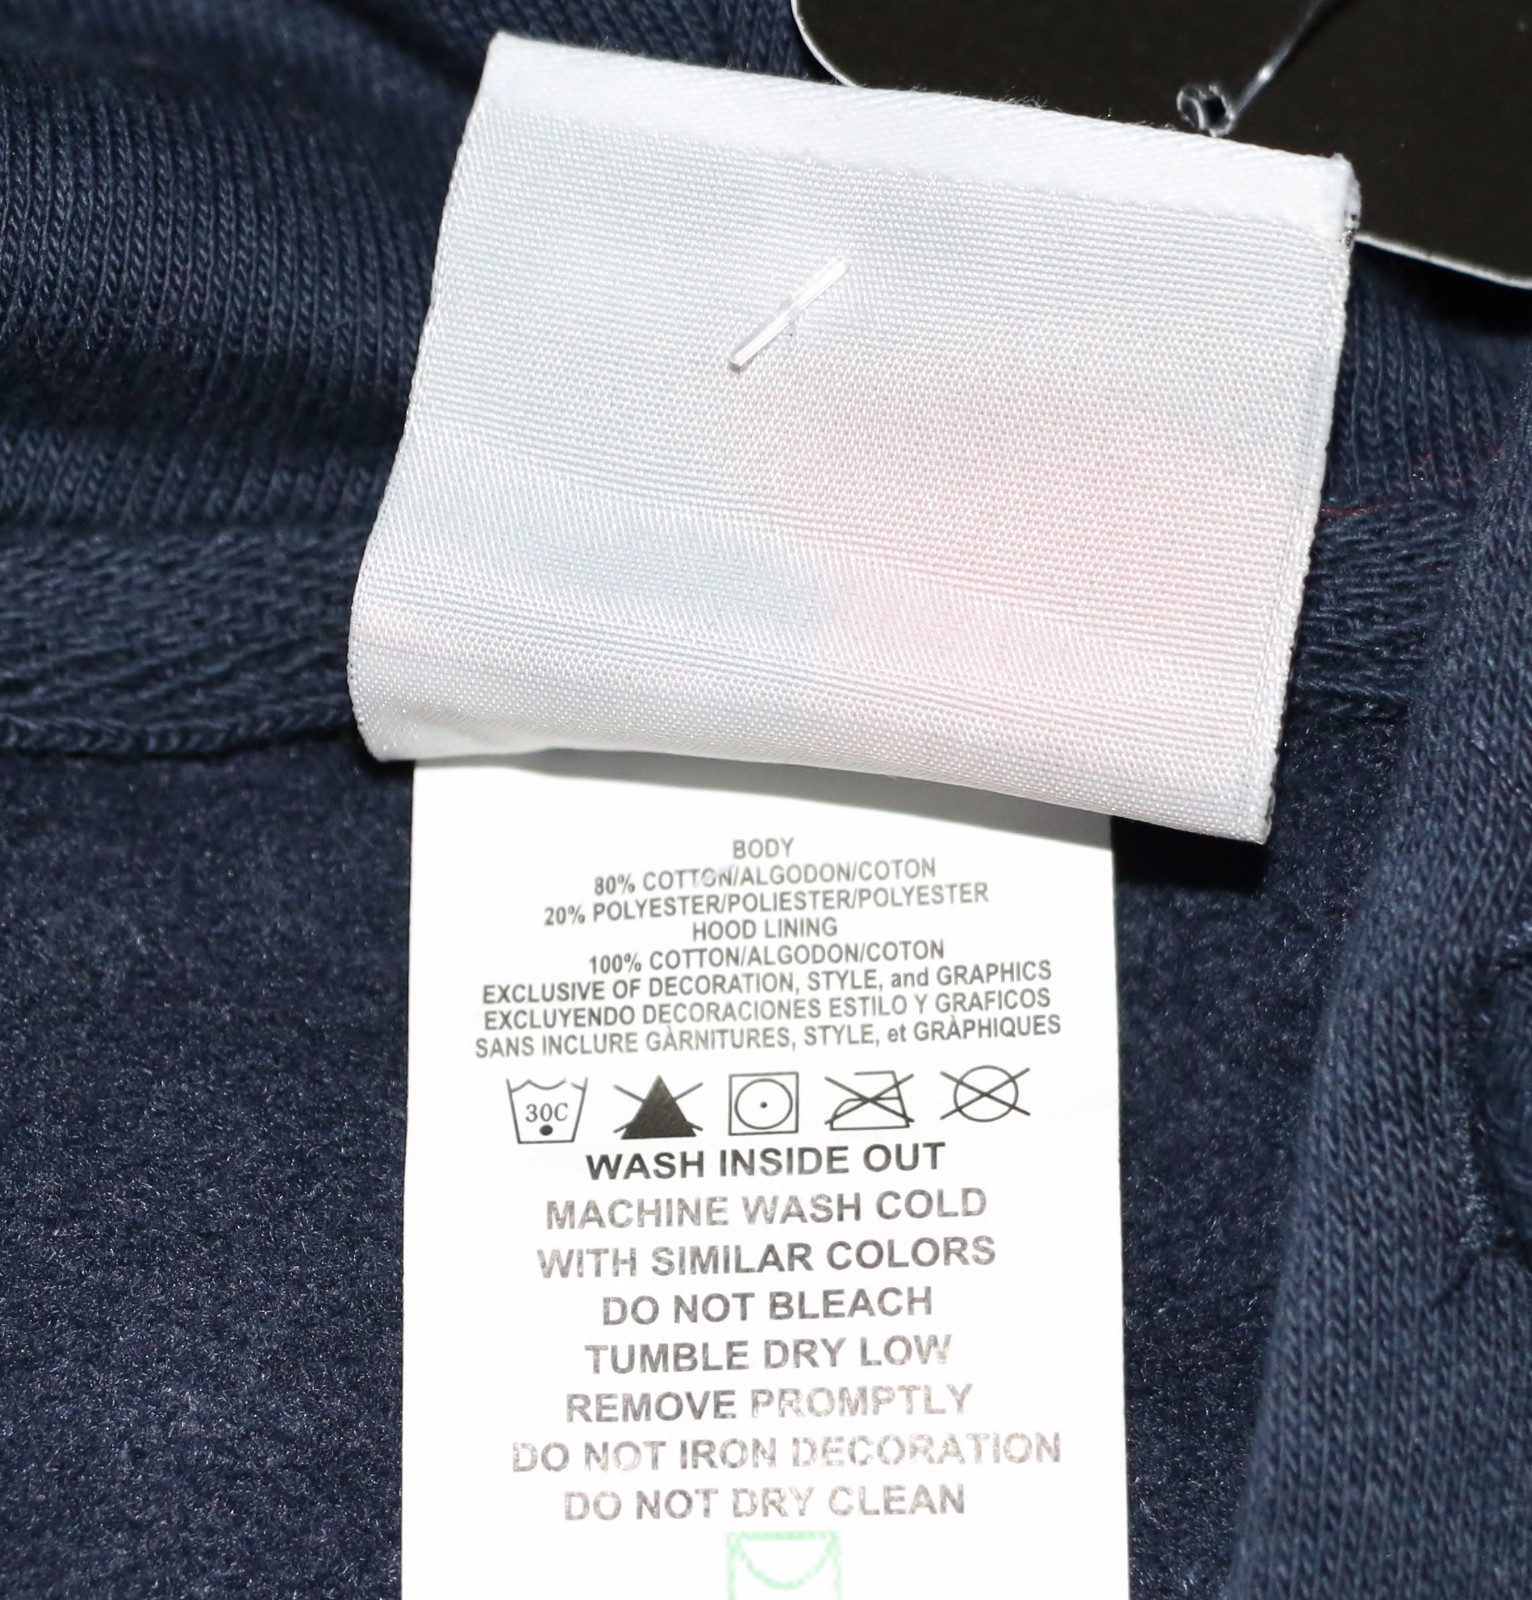 BODY
80% COTTON/ALGODON/COTON
20% POLYESTER/POLIESTER/POLYESTER
HOOD LINING
100% COTTON/ALGODON/COTON
EXCLUSIVE OF DECORATION, STYLE, and GRAPHICS
EXCLUYENDO DECORACIONES ESTILO Y GRAFICOS
SANS INCLURE GÀRNITURES, STYLE, et GRÀPHIQUES
30C
WASH INSIDE OUT
MACHINE WASH COLD
WITH SIMILAR COLORS
DO NOT BLEACH
TUMBLE DRY LOW
REMOVE PROMPTLY
DO NOT IRON DECORATION
DO NOT DRY CLEAN